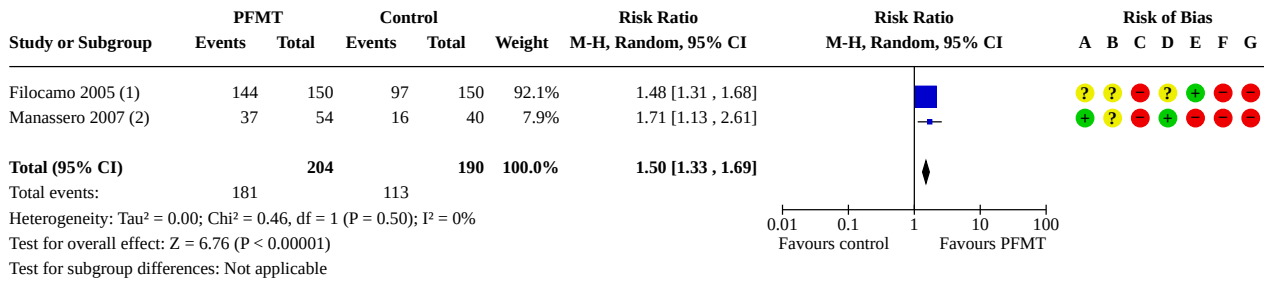 PFMT Control Risk Ratio Risk Ratio Risk of Bias
Study or Subgroup Events Total Events Total Weight M-H, Random, 95% CI M-H, Random, 95% CI A B C D E F G
Filocamo 2005 (1) 144 150 97 150 92.1% 1.48 [1.31 , 1.68] ? ? − ? + − −
Manassero 2007 (2) 37 54 16 40 7.9% 1.71 [1.13 , 2.61] + ? − + − − −
Total (95% CI) 204 190 100.0% 1.50 [1.33 , 1.69]
Total events: 181 113
Heterogeneity: Tau² = 0.00; Chi² = 0.46, df = 1 (P = 0.50); I² = 0%
0.01 0.1 1 10 100
Test for overall effect: Z = 6.76 (P < 0.00001)
Favours control Favours PFMT
Test for subgroup differences: Not applicable